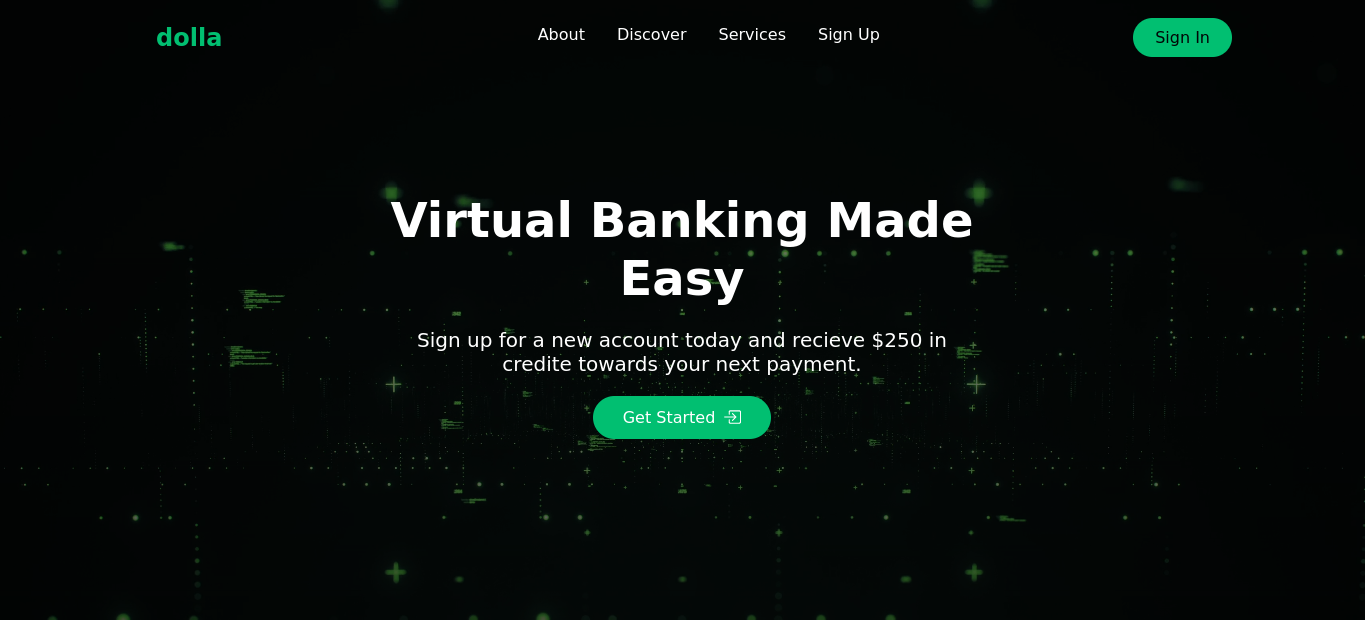 dolla
About Discover Services Sign Up
Sign In
Virtual Banking Made
Easy
Sign up for a new account today and recieve $250 in
credite towards your next payment.
Get Started